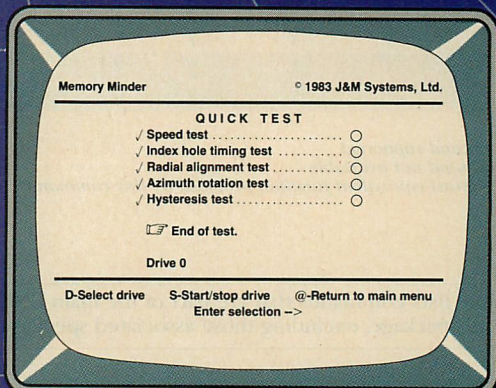 Memory Minder © 1983 J&M Systems, Ltd.
QUICK TEST
✓ Speed test ..................... ○
✓ Index hole timing test ............ ○
✓ Radial alignment test ............. ○
✓ Azimuth rotation test ............. ○
✓ Hysteresis test .................. ○
☞ End of test.
Drive 0
D-Select drive S-Start/stop drive @-Return to main menu
Enter selection -->